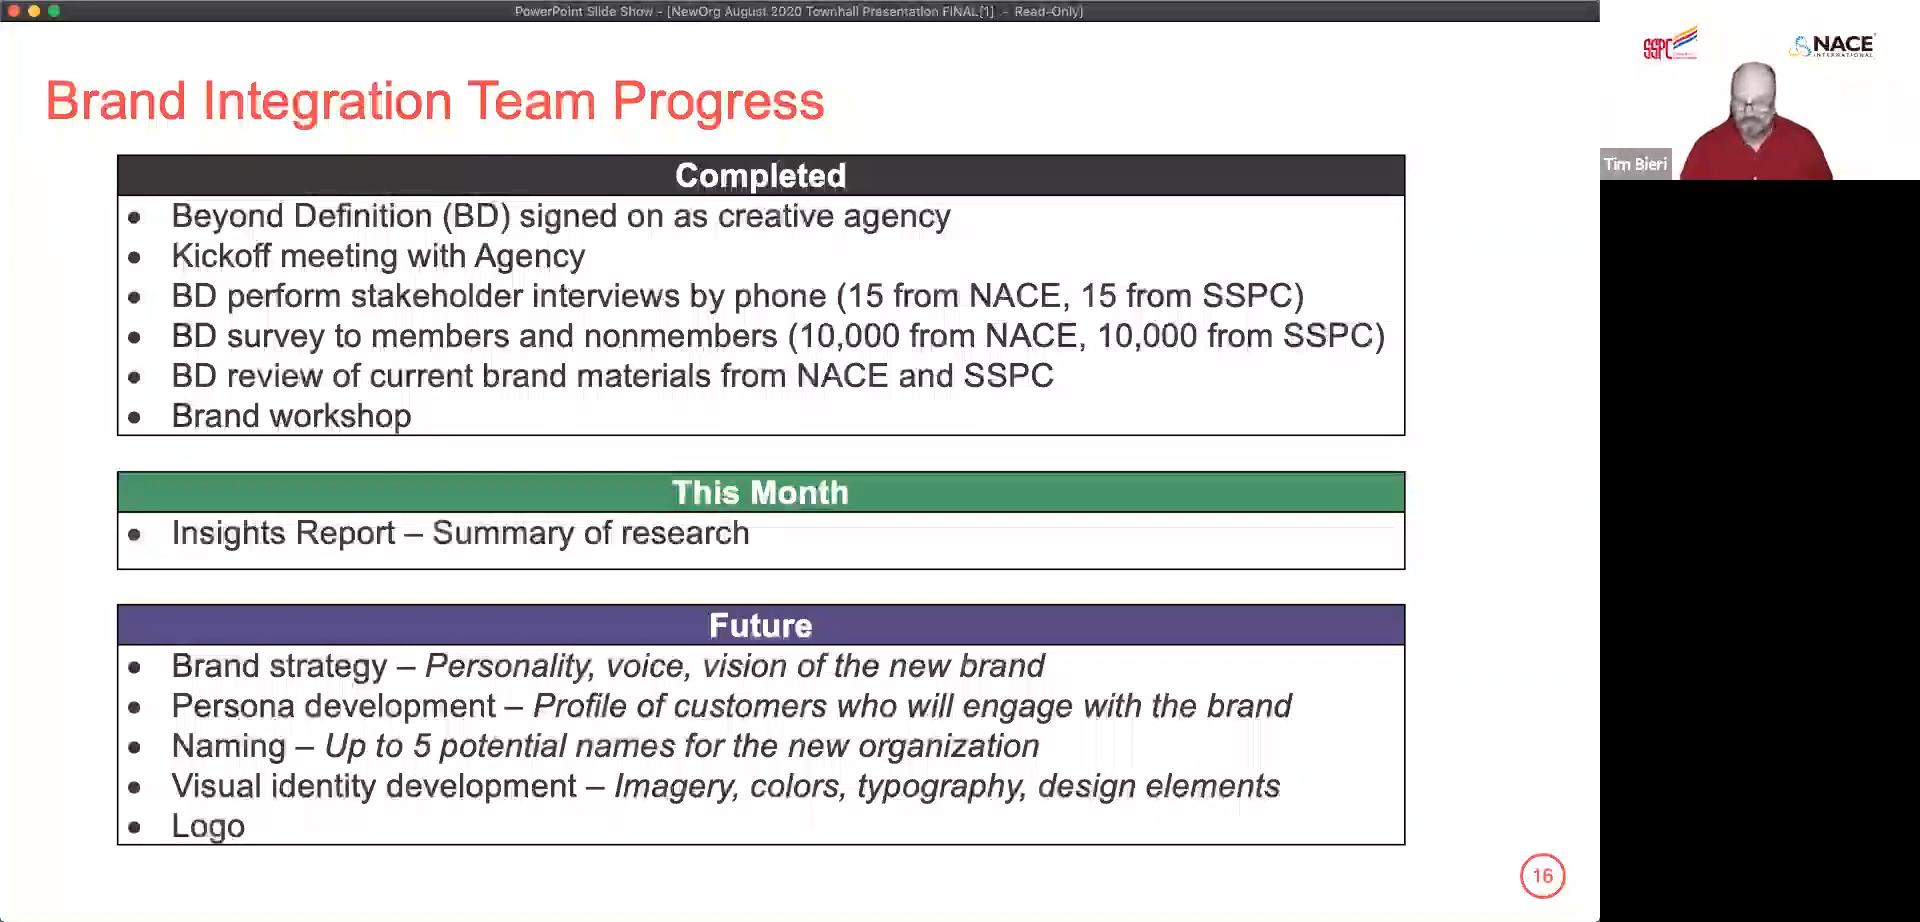 PowerPoint Slide Show - [NewOrg August 2020 Townhall Presentation FINAL[1] - Read-Only]
SSPC
NACE
INTERNATIONAL
Tim Bieri
Brand Integration Team Progress
Completed
• Beyond Definition (BD) signed on as creative agency
• Kickoff meeting with Agency
• BD perform stakeholder interviews by phone (15 from NACE, 15 from SSPC)
• BD survey to members and nonmembers (10,000 from NACE, 10,000 from SSPC)
• BD review of current brand materials from NACE and SSPC
• Brand workshop
This Month
• Insights Report – Summary of research
Future
• Brand strategy – Personality, voice, vision of the new brand
• Persona development – Profile of customers who will engage with the brand
• Naming – Up to 5 potential names for the new organization
• Visual identity development – Imagery, colors, typography, design elements
• Logo
16